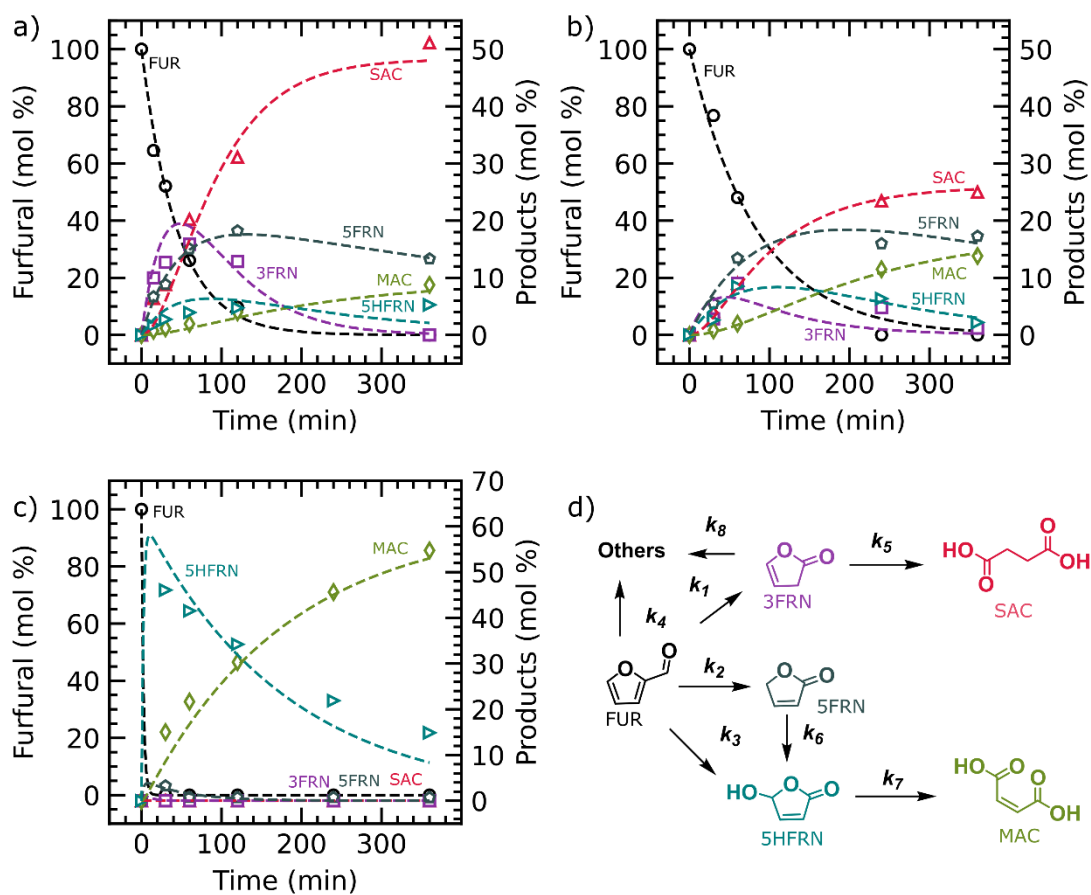 a)
Furfural (mol %)
100
80
60
40
20
0
FUR
SAC
5FRN
3FRN
MAC
5HFRN
50
40
30
20
10
0
Products (mol %)
0 100 200 300
Time (min)
b)
Furfural (mol %)
100
80
60
40
20
0
FUR
SAC
5FRN
MAC
5HFRN
3FRN
50
40
30
20
10
0
Products (mol %)
0 100 200 300
Time (min)
c)
Furfural (mol %)
100
80
60
40
20
0
FUR
MAC
5HFRN
3FRN 5FRN SAC
70
60
50
40
30
20
10
0
Products (mol %)
0 100 200 300
Time (min)
d)
Others
k8
k1
k4
O
O
3FRN
k5
HO
O
O
OH
SAC
O
O
FUR
k2
O
O
5FRN
k3
k6
HO
O
O
5HFRN
k7
HO
O
O
OH
MAC